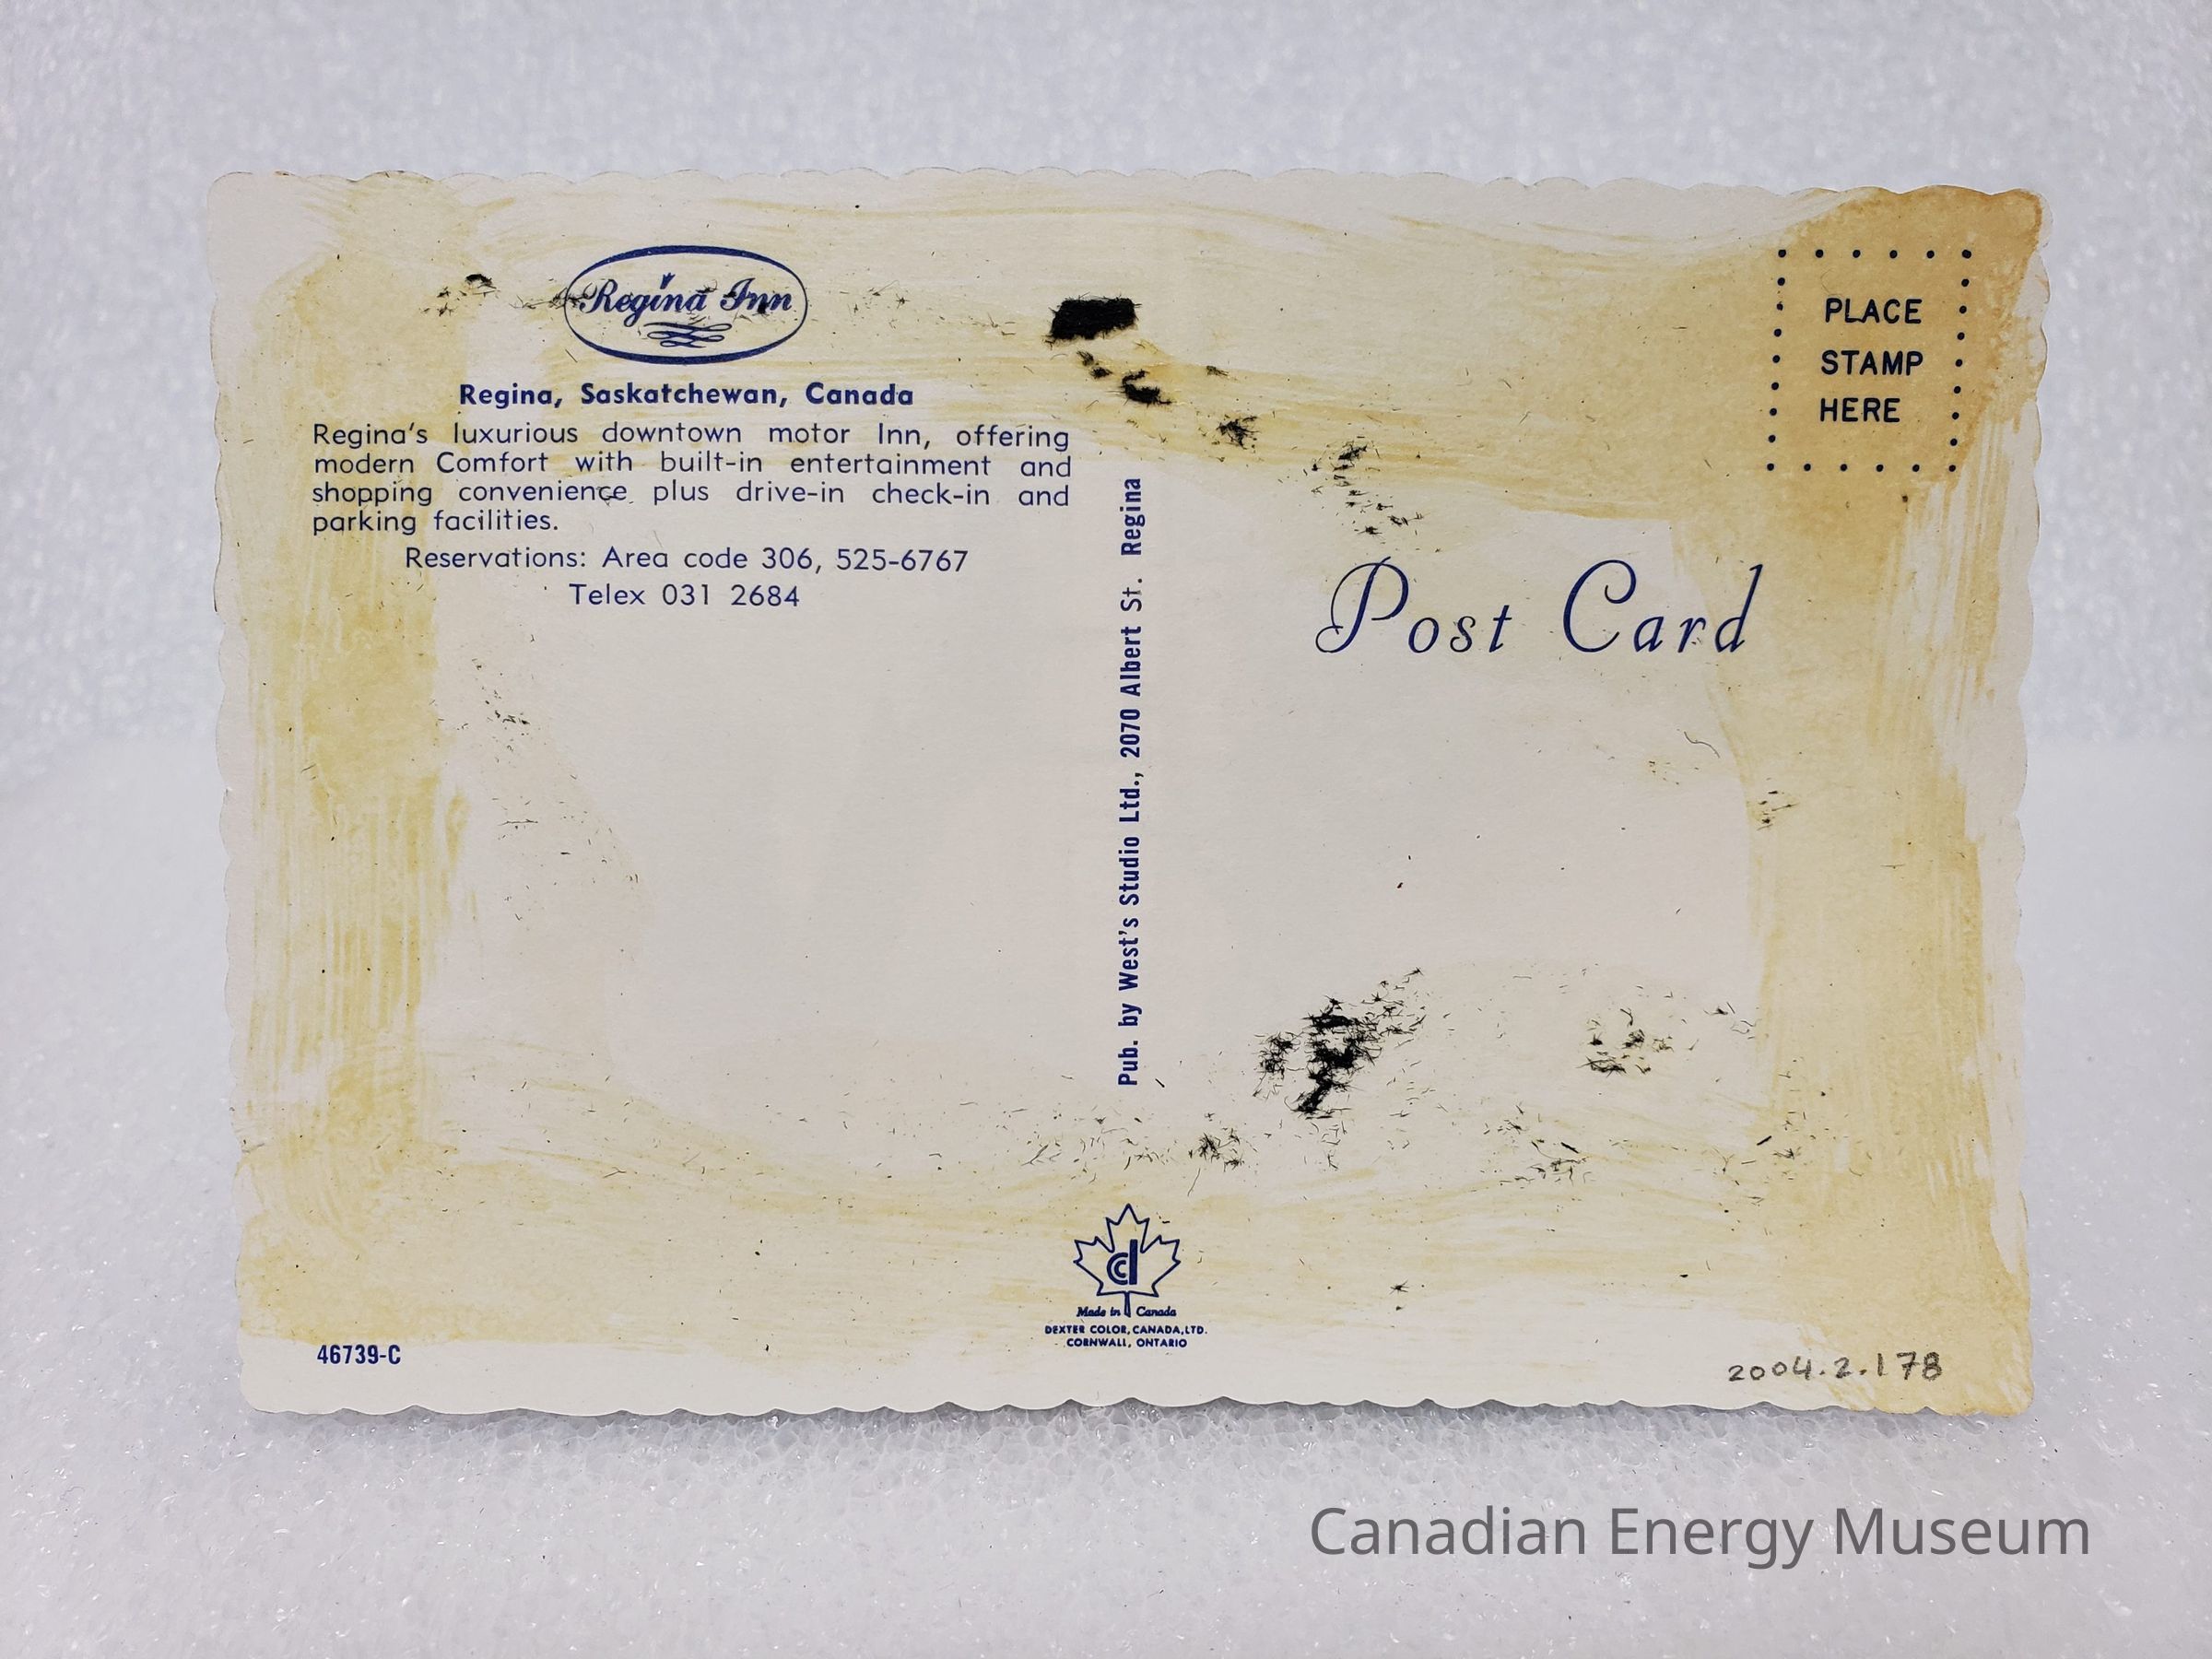 Regina Inn
Regina, Saskatchewan, Canada
Regina's luxurious downtown motor Inn, offering
modern Comfort with built-in entertainment and
shopping convenience plus drive-in check-in and
parking facilities.
Reservations: Area code 306, 525-6767
Telex 031 2684
Pub. by West's Studio Ltd., 2070 Albert St. Regina
PLACE
STAMP
HERE
Post Card
cd
Made in Canada
DEXTER COLOR, CANADA, LTD.
CORNWALL, ONTARIO
46739-C
2004.2.178
Canadian Energy Museum